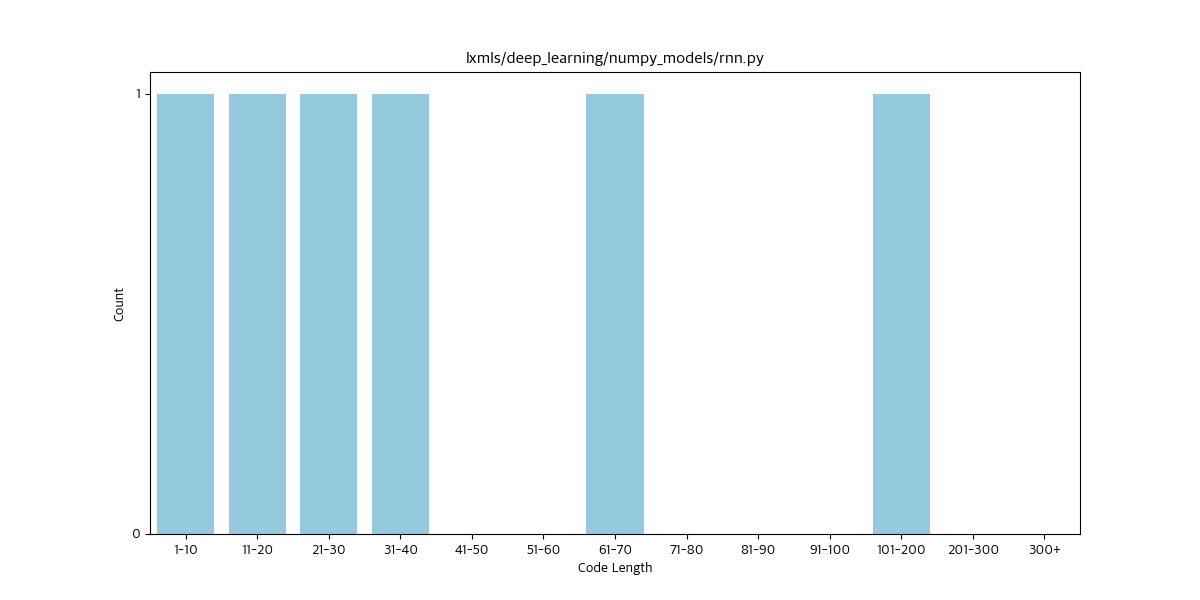 lxmls/deep_learning/numpy_models/rnn.py
1
Count
0
1-10 11-20 21-30 31-40 41-50 51-60 61-70 71-80 81-90 91-100 101-200 201-300 300+
Code Length